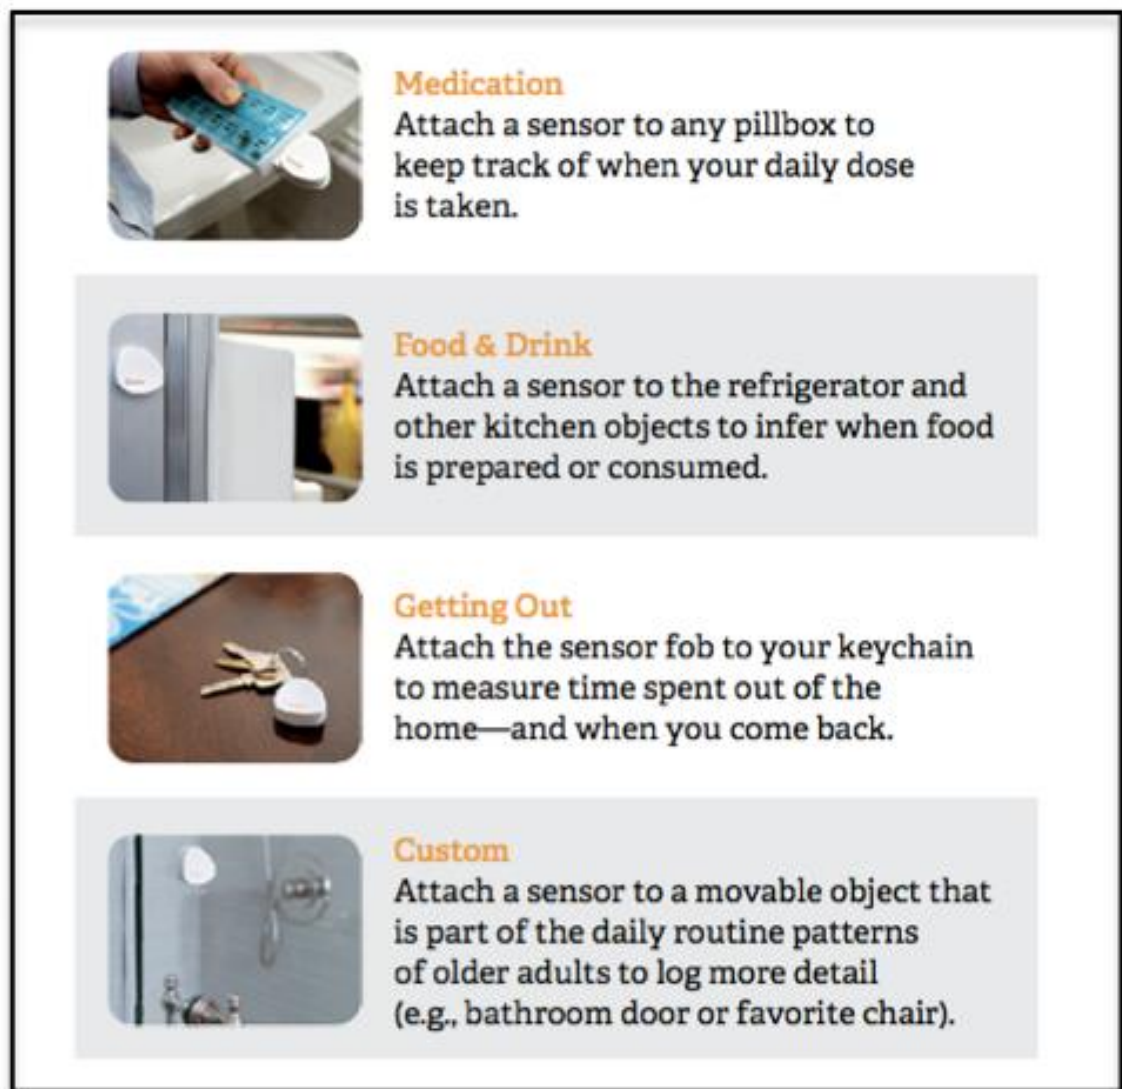 Medication
Attach a sensor to any pillbox to
keep track of when your daily dose
is taken.
Food & Drink
Attach a sensor to the refrigerator and
other kitchen objects to infer when food
is prepared or consumed.
Getting Out
Attach the sensor fob to your keychain
to measure time spent out of the
home—and when you come back.
Custom
Attach a sensor to a movable object that
is part of the daily routine patterns
of older adults to log more detail
(e.g., bathroom door or favorite chair).